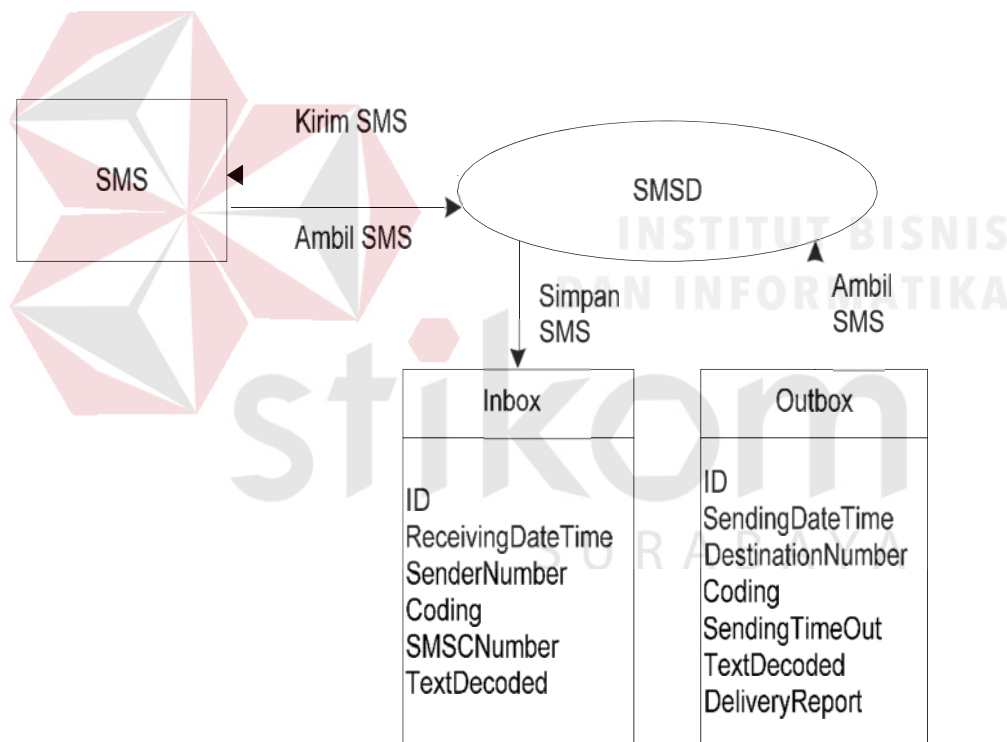 Kirim SMS
SMS
SMSD
Ambil SMS
INSTITUT BISNIS
DAN INFORMATIKA
Simpan
SMS
Ambil
SMS
stikom
SURABAYA
Inbox
ID
ReceivingDateTime
SenderNumber
Coding
SMSCNumber
TextDecoded
Outbox
ID
SendingDateTime
DestinationNumber
Coding
SendingTimeOut
TextDecoded
DeliveryReport